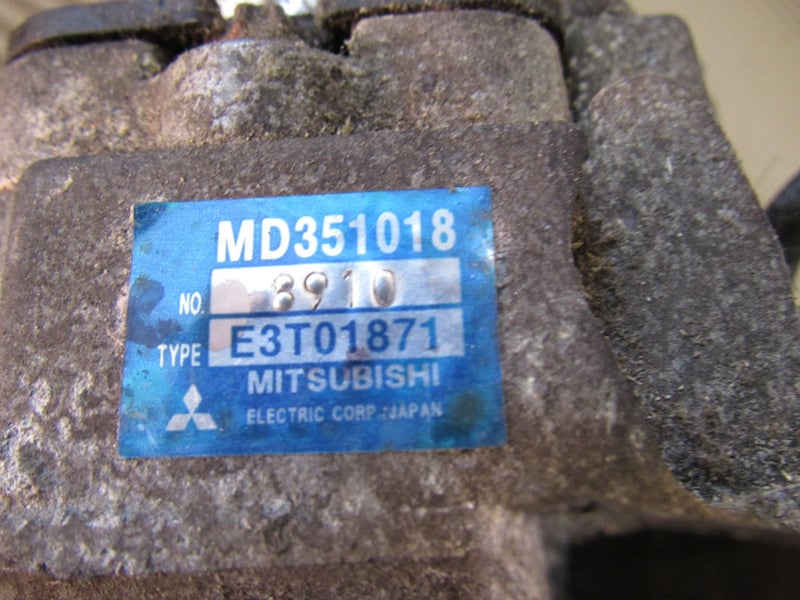 MD351018
NO. 8910
TYPE E3T01871
MITSUBISHI
ELECTRIC CORP. JAPAN